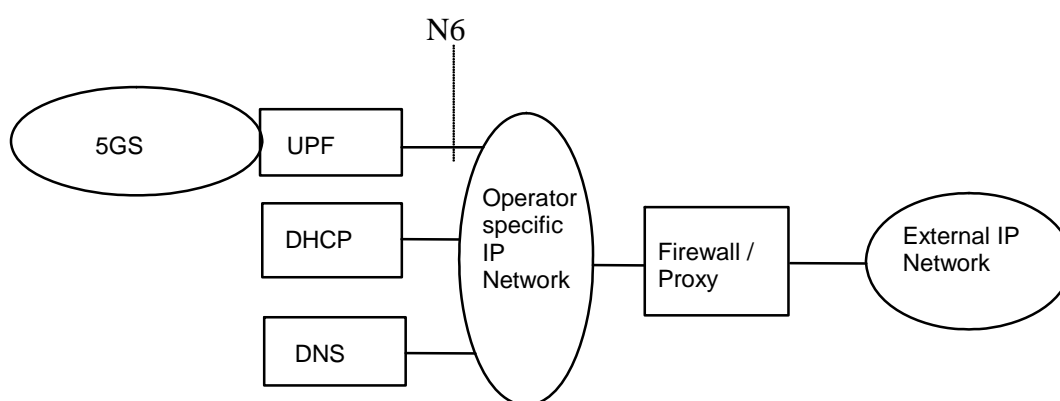 N6
5GS
UPF
DHCP
DNS
Operator
specific
IP
Network
Firewall /
Proxy
External IP
Network